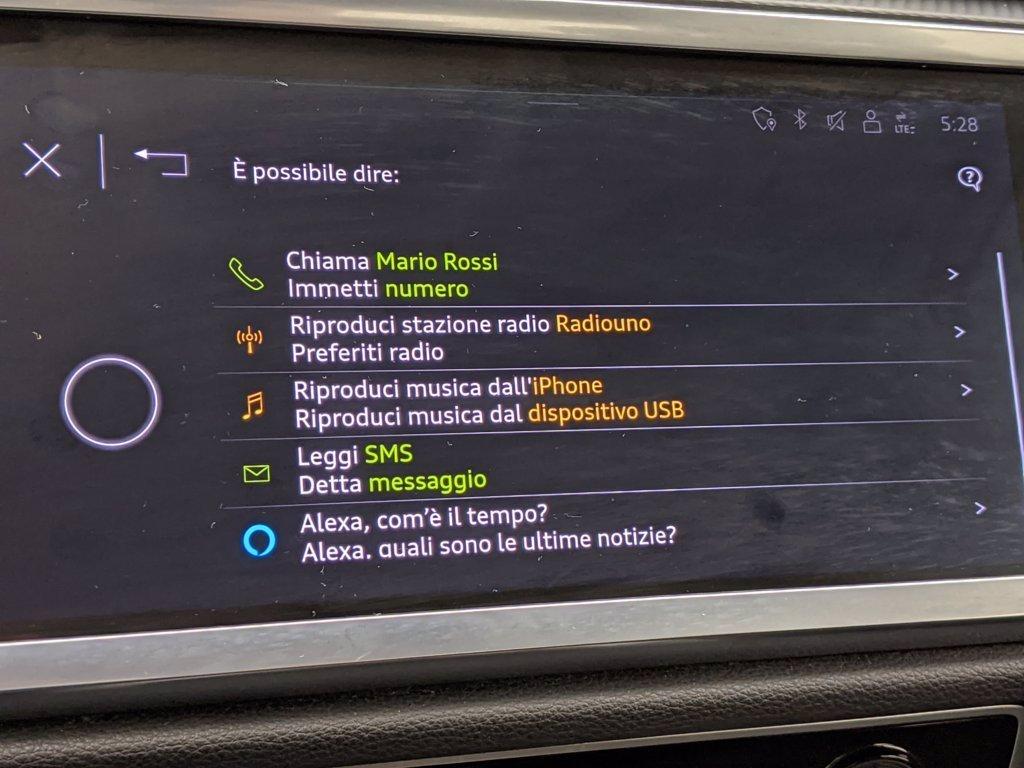 LTE
5:28
È possibile dire:
Chiama Mario Rossi
Immetti numero
Riproduci stazione radio Radiouno
Preferiti radio
Riproduci musica dall'iPhone
Riproduci musica dal dispositivo USB
Leggi SMS
Detta messaggio
Alexa, com’è il tempo?
Alexa, quali sono le ultime notizie?